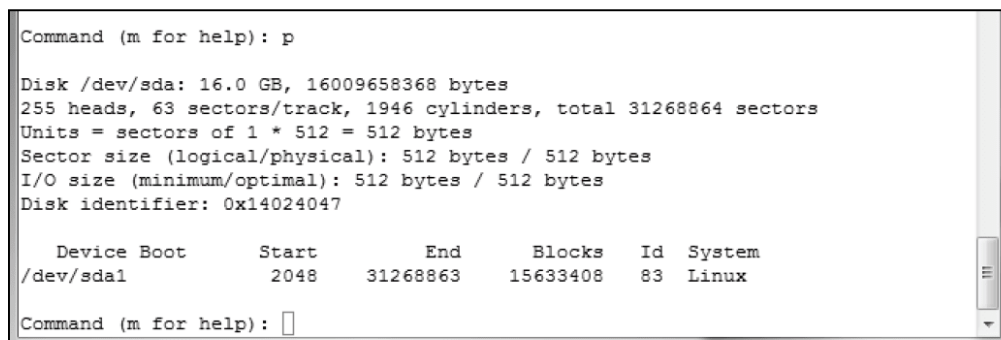 Command (m for help): p
Disk /dev/sda: 16.0 GB, 16009658368 bytes
255 heads, 63 sectors/track, 1946 cylinders, total 31268864 sectors
Units = sectors of 1 * 512 = 512 bytes
Sector size (logical/physical): 512 bytes / 512 bytes
I/O size (minimum/optimal): 512 bytes / 512 bytes
Disk identifier: 0x14024047
Device Boot Start End Blocks Id System
/dev/sda1 2048 31268863 15633408 83 Linux
Command (m for help):